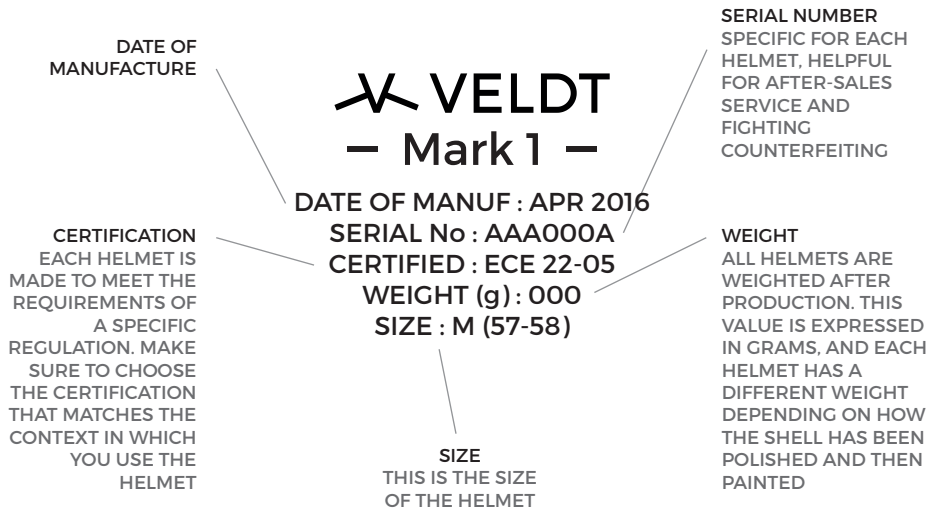 DATE OF
MANUFACTURE
VELDT
Mark 1
DATE OF MANUF : APR 2016
SERIAL No : AAA000A
CERTIFIED : ECE 22-05
WEIGHT (g) : 000
SIZE : M (57-58)
SERIAL NUMBER
SPECIFIC FOR EACH
HELMET, HELPFUL
FOR AFTER-SALES
SERVICE AND
FIGHTING
COUNTERFEITING
CERTIFICATION
EACH HELMET IS
MADE TO MEET THE
REQUIREMENTS OF
A SPECIFIC
REGULATION. MAKE
SURE TO CHOOSE
THE CERTIFICATION
THAT MATCHES THE
CONTEXT IN WHICH
YOU USE THE
HELMET
SIZE
THIS IS THE SIZE
OF THE HELMET
WEIGHT
ALL HELMETS ARE
WEIGHTED AFTER
PRODUCTION. THIS
VALUE IS EXPRESSED
IN GRAMS, AND EACH
HELMET HAS A
DIFFERENT WEIGHT
DEPENDING ON HOW
THE SHELL HAS BEEN
POLISHED AND THEN
PAINTED